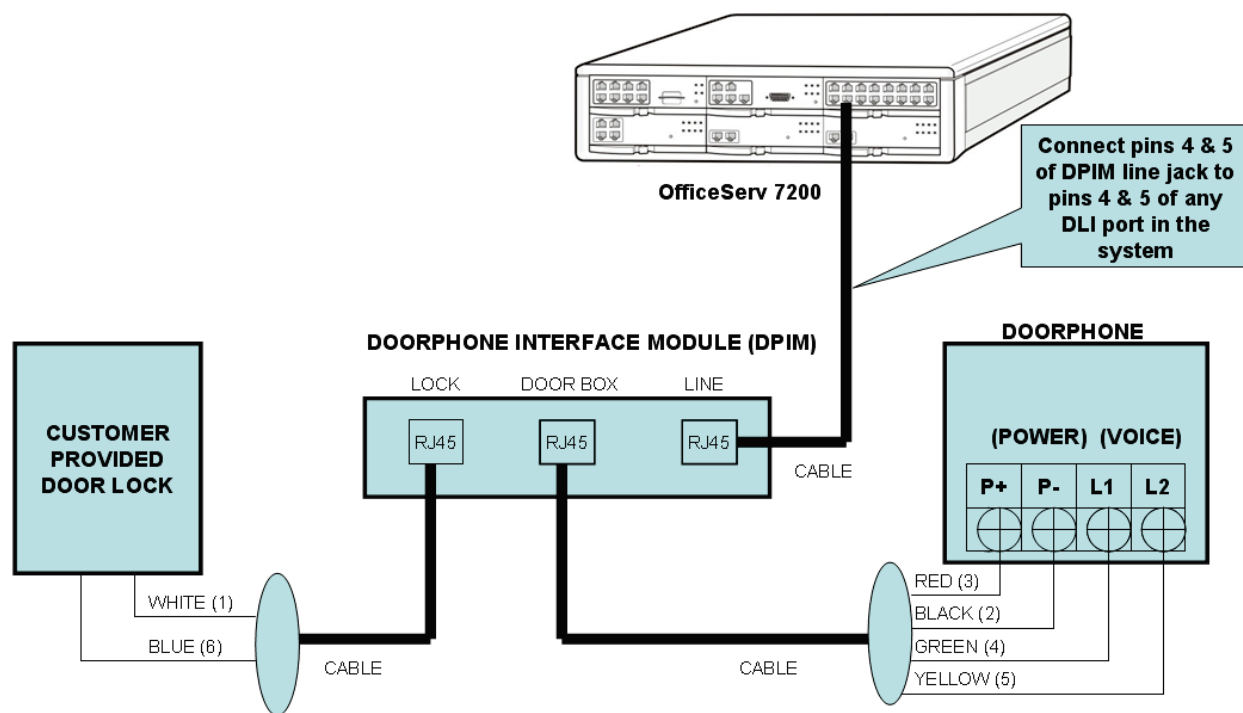 OfficeServ 7200
Connect pins 4 & 5
of DPIM line jack to
pins 4 & 5 of any
DLI port in the
system
DOORPHONE INTERFACE MODULE (DPIM)
LOCK
DOOR BOX
LINE
RJ45
RJ45
RJ45
CABLE
DOORPHONE
(POWER) (VOICE)
P+
P-
L1
L2
CUSTOMER
PROVIDED
DOOR LOCK
WHITE (1)
BLUE (6)
CABLE
CABLE
RED (3)
BLACK (2)
GREEN (4)
YELLOW (5)